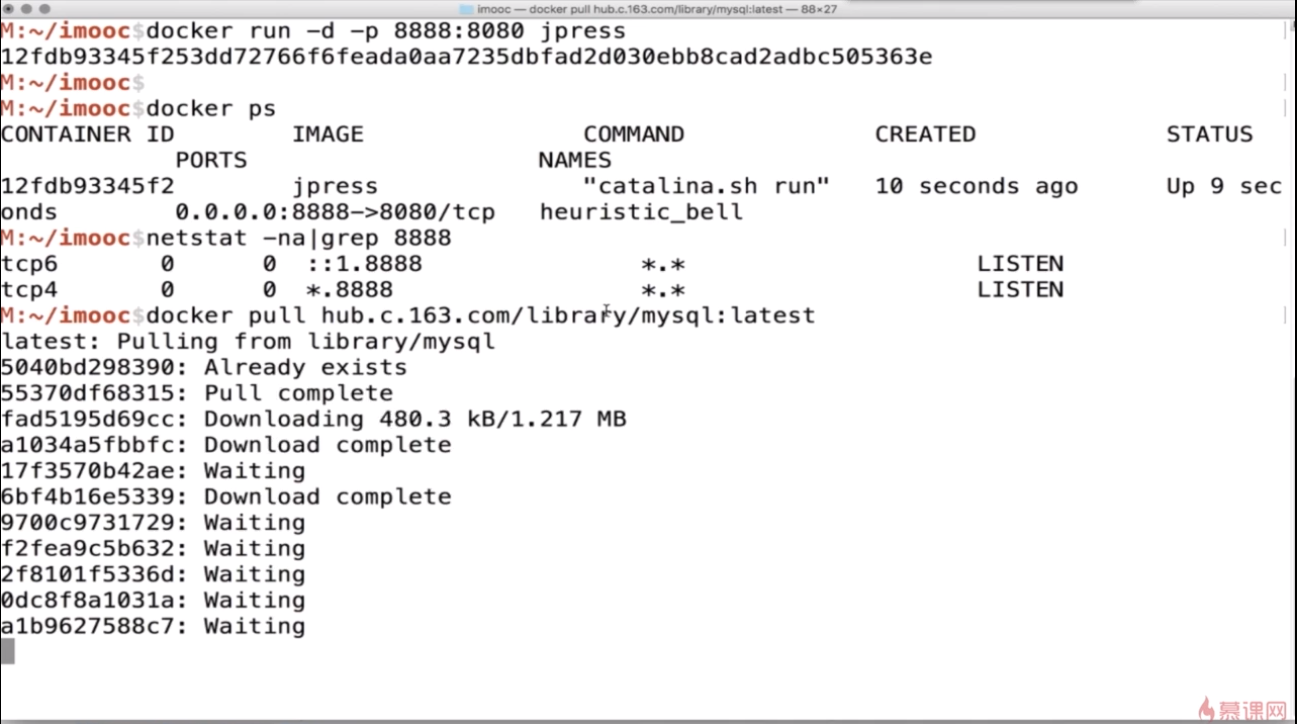 imooc — docker pull hub.c.163.com/library/mysql:latest — 88×27
M:~/imooc$docker run -d -p 8888:8080 jpress
12fdb93345f253dd72766f6feada0aa7235dbfad2d030ebb8cad2adbc505363e
M:~/imooc$
M:~/imooc$docker ps
CONTAINER ID        IMAGE               COMMAND             CREATED             STATUS
            PORTS                    NAMES
12fdb93345f2        jpress              "catalina.sh run"   10 seconds ago      Up 9 sec
onds        0.0.0.0:8888->8080/tcp   heuristic_bell
M:~/imooc$netstat -na|grep 8888
tcp6       0      0  ::1.8888               *.*                    LISTEN
tcp4       0      0  *.8888                 *.*                    LISTEN
M:~/imooc$docker pull hub.c.163.com/library/mysql:latest
latest: Pulling from library/mysql
5040bd298390: Already exists
55370df68315: Pull complete
fad5195d69cc: Downloading 480.3 kB/1.217 MB
a1034a5fbbfc: Download complete
17f3570b42ae: Waiting
6bf4b16e5339: Download complete
9700c9731729: Waiting
f2fea9c5b632: Waiting
2f8101f5336d: Waiting
0dc8f8a1031a: Waiting
a1b9627588c7: Waiting
慕课网